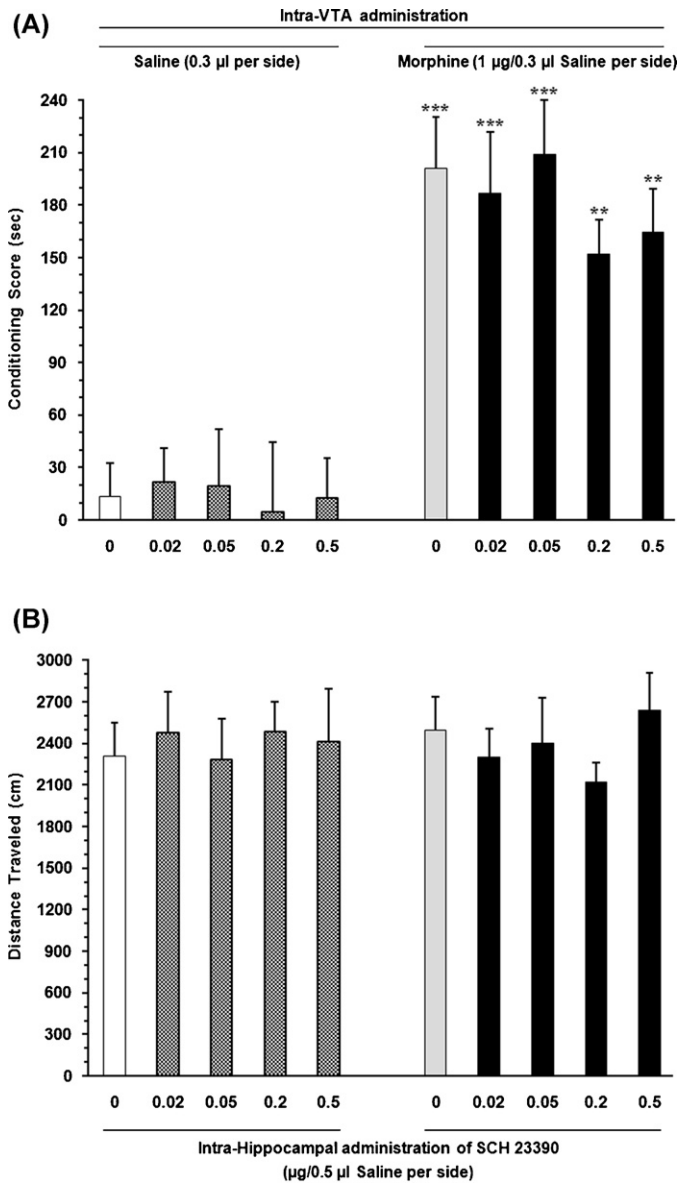 (A)
Intra-VTA administration
Saline (0.3 µl per side)
Morphine (1 µg/0.3 µl Saline per side)
Conditioning Score (sec)
240
210
180
150
120
90
60
30
0
*** *** *** ** **
0 0.02 0.05 0.2 0.5 0 0.02 0.05 0.2 0.5
(B)
Distance Traveled (cm)
3000
2700
2400
2100
1800
1500
1200
900
600
300
0
0 0.02 0.05 0.2 0.5 0 0.02 0.05 0.2 0.5
Intra-Hippocampal administration of SCH 23390
(µg/0.5 µl Saline per side)